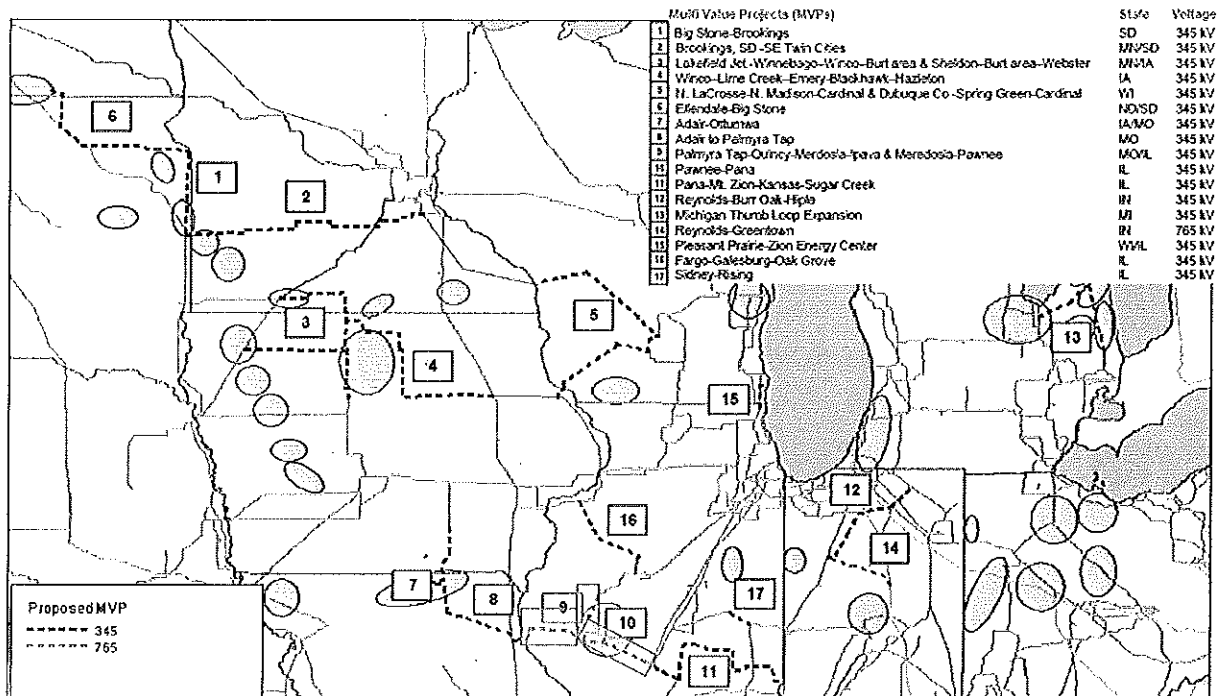 Multi Value Projects (MVPs) State Voltage
1 Big Stone-Brookings SD 345 kV
2 Brookings, SD -SE Twin Cities MN/SD 345 kV
3 Lakefield Jct.-Winnebago-Winco-Burt area & Sheldon-Burt area-Webster MN/IA 345 kV
4 Winco-Lime Creek-Emery-Blackhawk-Hazleton IA 345 kV
5 N. LaCrosse-N. Madison-Cardinal & Dubuque Co -Spring Green-Cardinal WI 345 kV
6 Ellendale-Big Stone ND/SD 345 kV
7 Adair-Ottumwa IA/MO 345 kV
8 Adair to Palmyra Tap MO 345 kV
9 Palmyra Tap-Quincy-Merdosia-Ipava & Meredosia-Pawnee MO/IL 345 kV
10 Pawnee-Pana IL 345 kV
11 Pana-Mt. Zion-Kansas-Sugar Creek IL 345 kV
12 Reynolds-Burr Oak-Hiple IN 345 kV
13 Michigan Thumb Loop Expansion MI 345 kV
14 Reynolds-Greentown IN 765 kV
15 Pleasant Prairie-Zion Energy Center WI/IL 345 kV
16 Fargo-Galesburg-Oak Grove IL 345 kV
17 Sidney-Rising IL 345 kV
6
1
2
3
4
5
13
15
12
16
14
7
8
9
10
17
11
Proposed MVP
345
765